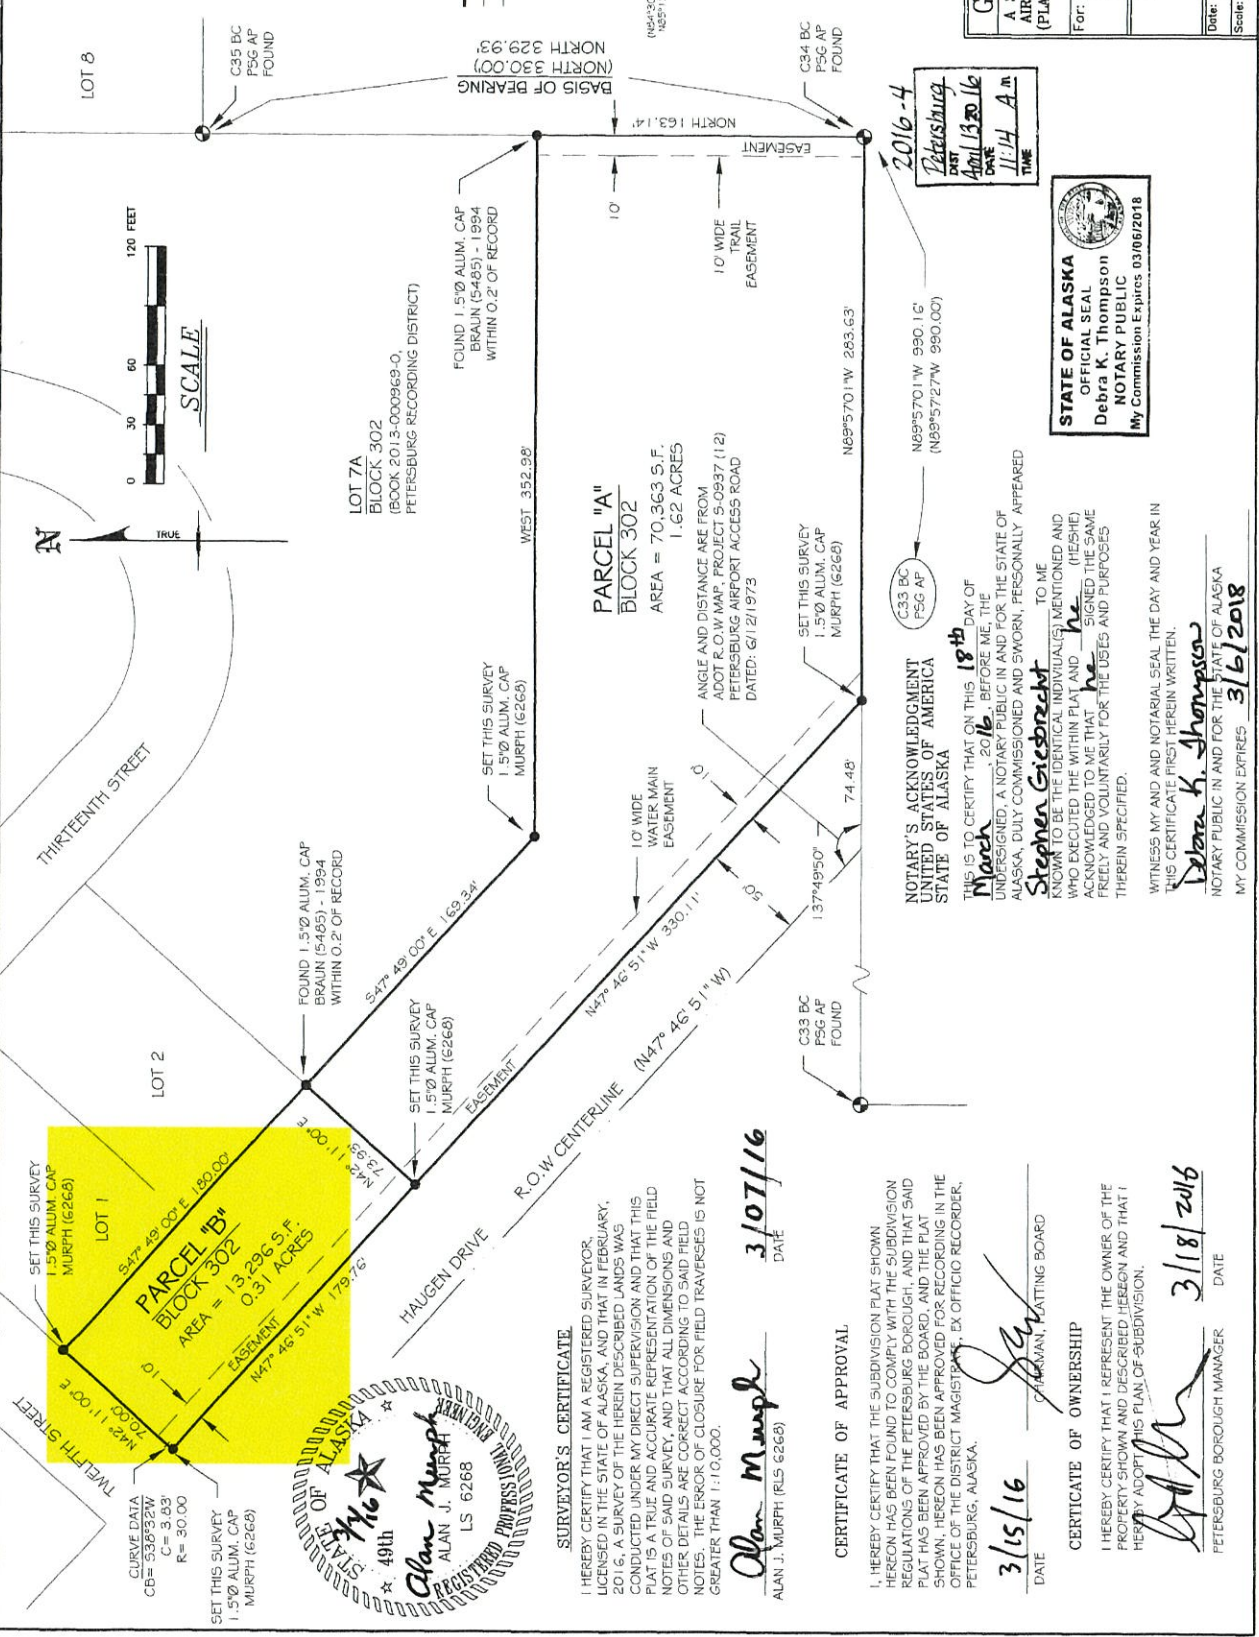 LOT 8
C35 BC
PSG AP
FOUND
BASIS OF BEARING
(NORTH 330.00')
NORTH 329.93'
C34 BC
PSG AP
FOUND
0 30 60 120 FEET
SCALE
N
TRUE
THIRTEENTH STREET
LOT 7A
BLOCK 302
(BOOK 2013-000969-0,
PETERSBURG RECORDING DISTRICT)
FOUND 1.5"Ø ALUM. CAP
BRAUN (5485) - 1994
WITHIN 0.2' OF RECORD
WEST 352.98'
NORTH 163.14'
EASEMENT
10'
10' WIDE
TRAIL
EASEMENT
PARCEL "A"
BLOCK 302
AREA = 70,363 S.F.
1.62 ACRES
ANGLE AND DISTANCE ARE FROM
ADOT R.O.W MAP, PROJECT S-0937 (12)
PETERSBURG AIRPORT ACCESS ROAD
DATED: 6/12/1973
SET THIS SURVEY
1.5"Ø ALUM. CAP
MURPH (6268)
N89°57'01"W 283.63'
SET THIS SURVEY
1.5"Ø ALUM. CAP
MURPH (6268)
10' WIDE
WATER MAIN
EASEMENT
10'
50'
74.48'
137°49'50"
LOT 2
FOUND 1.5"Ø ALUM. CAP
BRAUN (5485) - 1994
WITHIN 0.2' OF RECORD
S47° 49' 00" E 169.34'
SET THIS SURVEY
1.5"Ø ALUM. CAP
MURPH (6268)
EASEMENT
N47° 46' 51" W 330.11'
R.O.W CENTERLINE (N47° 46' 51" W)
HAUGEN DRIVE
C33 BC
PSG AP
FOUND
SET THIS SURVEY
1.5"Ø ALUM. CAP
MURPH (6268)
LOT 1
S47° 49' 00" E 180.00'
PARCEL "B"
BLOCK 302
AREA = 13,296 S.F.
0.31 ACRES
EASEMENT
10'
N47° 46' 51" W 179.76'
N42° 11' 00" E
73.93'
TWELFTH STREET
N42° 11' 00" E
70.00'
CURVE DATA
CB= S38°32'W
C= 3.83'
R= 30.00
SET THIS SURVEY
1.5"Ø ALUM. CAP
MURPH (6268)
STATE OF ALASKA
3/7/16
49th
Alan Murph
ALAN J. MURPH
LS 6268
REGISTERED PROFESSIONAL ENGINEER
SURVEYOR'S CERTIFICATE
I HEREBY CERTIFY THAT I AM A REGISTERED SURVEYOR,
LICENSED IN THE STATE OF ALASKA, AND THAT IN FEBRUARY,
2016, A SURVEY OF THE HEREIN DESCRIBED LANDS WAS
CONDUCTED UNDER MY DIRECT SUPERVISION AND THAT THIS
PLAT IS A TRUE AND ACCURATE REPRESENTATION OF THE FIELD
NOTES OF SAID SURVEY, AND THAT ALL DIMENSIONS AND
OTHER DETAILS ARE CORRECT ACCORDING TO SAID FIELD
NOTES. THE ERROR OF CLOSURE FOR FIELD TRAVERSES IS NOT
GREATER THAN 1:10,000.
Alan Murph 3/07/16
ALAN J. MURPH (RLS 6268) DATE
CERTIFICATE OF APPROVAL
I, HEREBY CERTIFY THAT THE SUBDIVISION PLAT SHOWN
HEREON HAS BEEN FOUND TO COMPLY WITH THE SUBDIVISION
REGULATIONS OF THE PETERSBURG BOROUGH, AND THAT SAID
PLAT HAS BEEN APPROVED BY THE BOARD, AND THE PLAT
SHOWN, HEREON HAS BEEN APPROVED FOR RECORDING IN THE
OFFICE OF THE DISTRICT MAGISTRATE, EX OFFICIO RECORDER,
PETERSBURG, ALASKA.
3/15/16
DATE CHAIRMAN, PLATTING BOARD
CERTICATE OF OWNERSHIP
I HEREBY CERTIFY THAT I REPRESENT THE OWNER OF THE
PROPERTY SHOWN AND DESCRIBED HEREON AND THAT I
HEREBY ADOPT THIS PLAN OF SUBDIVISION.
3/18/2016
PETERSBURG BOROUGH MANAGER DATE
C33 BC
PSG AP
N89°57'01"W 990.16'
(N89°57'27"W 990.00')
NOTARY'S ACKNOWLEDGMENT
UNITED STATES OF AMERICA
STATE OF ALASKA
THIS IS TO CERTIFY THAT ON THIS 18th DAY OF
March, 2016, BEFORE ME, THE
UNDERSIGNED, A NOTARY PUBLIC IN AND FOR THE STATE OF
ALASKA, DULY COMMISSIONED AND SWORN, PERSONALLY APPEARED
Stephen Giesbrecht TO ME
KNOWN TO BE THE IDENTICAL INDIVIUAL(S) MENTIONED AND
WHO EXECUTED THE WITHIN PLAT AND he (HE/SHE)
ACKNOWLEDGED TO ME THAT he SIGNED THE SAME
FREELY AND VOLUNTARILY FOR THE USES AND PURPOSES
THEREIN SPECIFIED.
WITNESS MY AND AND NOTARIAL SEAL THE DAY AND YEAR IN
THIS CERTIFICATE FIRST HEREIN WRITTEN.
Debra K. Thompson
NOTARY PUBLIC IN AND FOR THE STATE OF ALASKA
MY COMMISSION EXPIRES 3/6/2018
STATE OF ALASKA
OFFICIAL SEAL
Debra K. Thompson
NOTARY PUBLIC
My Commission Expires 03/06/2018
2016-4
Petersburg
DIST
April 13 2016
DATE
11:14 A M
TIME
For:
Date:
Scale: